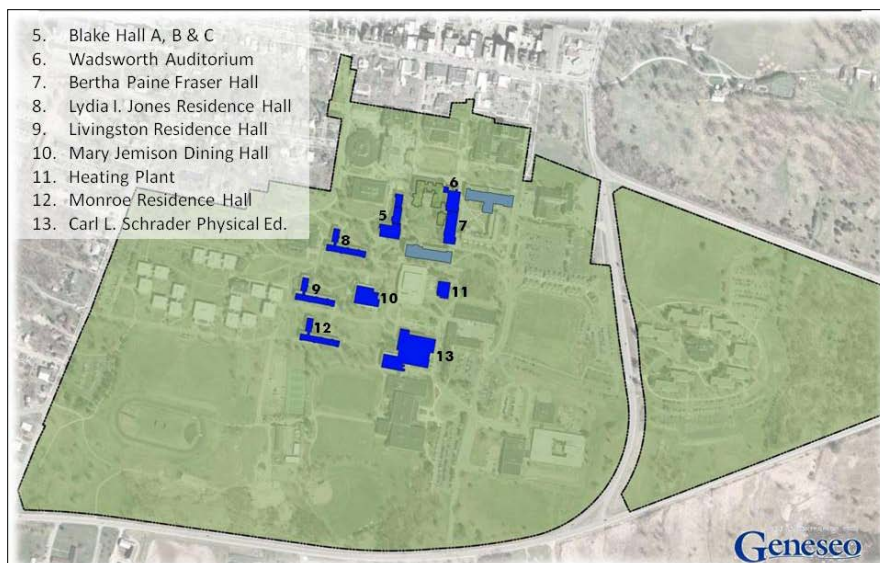 5. Blake Hall A, B & C
6. Wadsworth Auditorium
7. Bertha Paine Fraser Hall
8. Lydia I. Jones Residence Hall
9. Livingston Residence Hall
10. Mary Jemison Dining Hall
11. Heating Plant
12. Monroe Residence Hall
13. Carl L. Schrader Physical Ed.
6
5
7
8
9
10
11
12
13
Geneseo